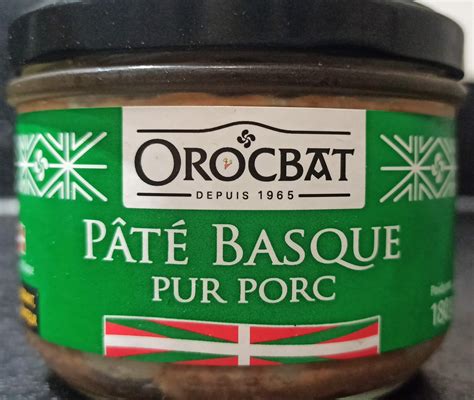 OROCBAT
DEPUIS 1965
PÂTÉ BASQUE
PUR PORC